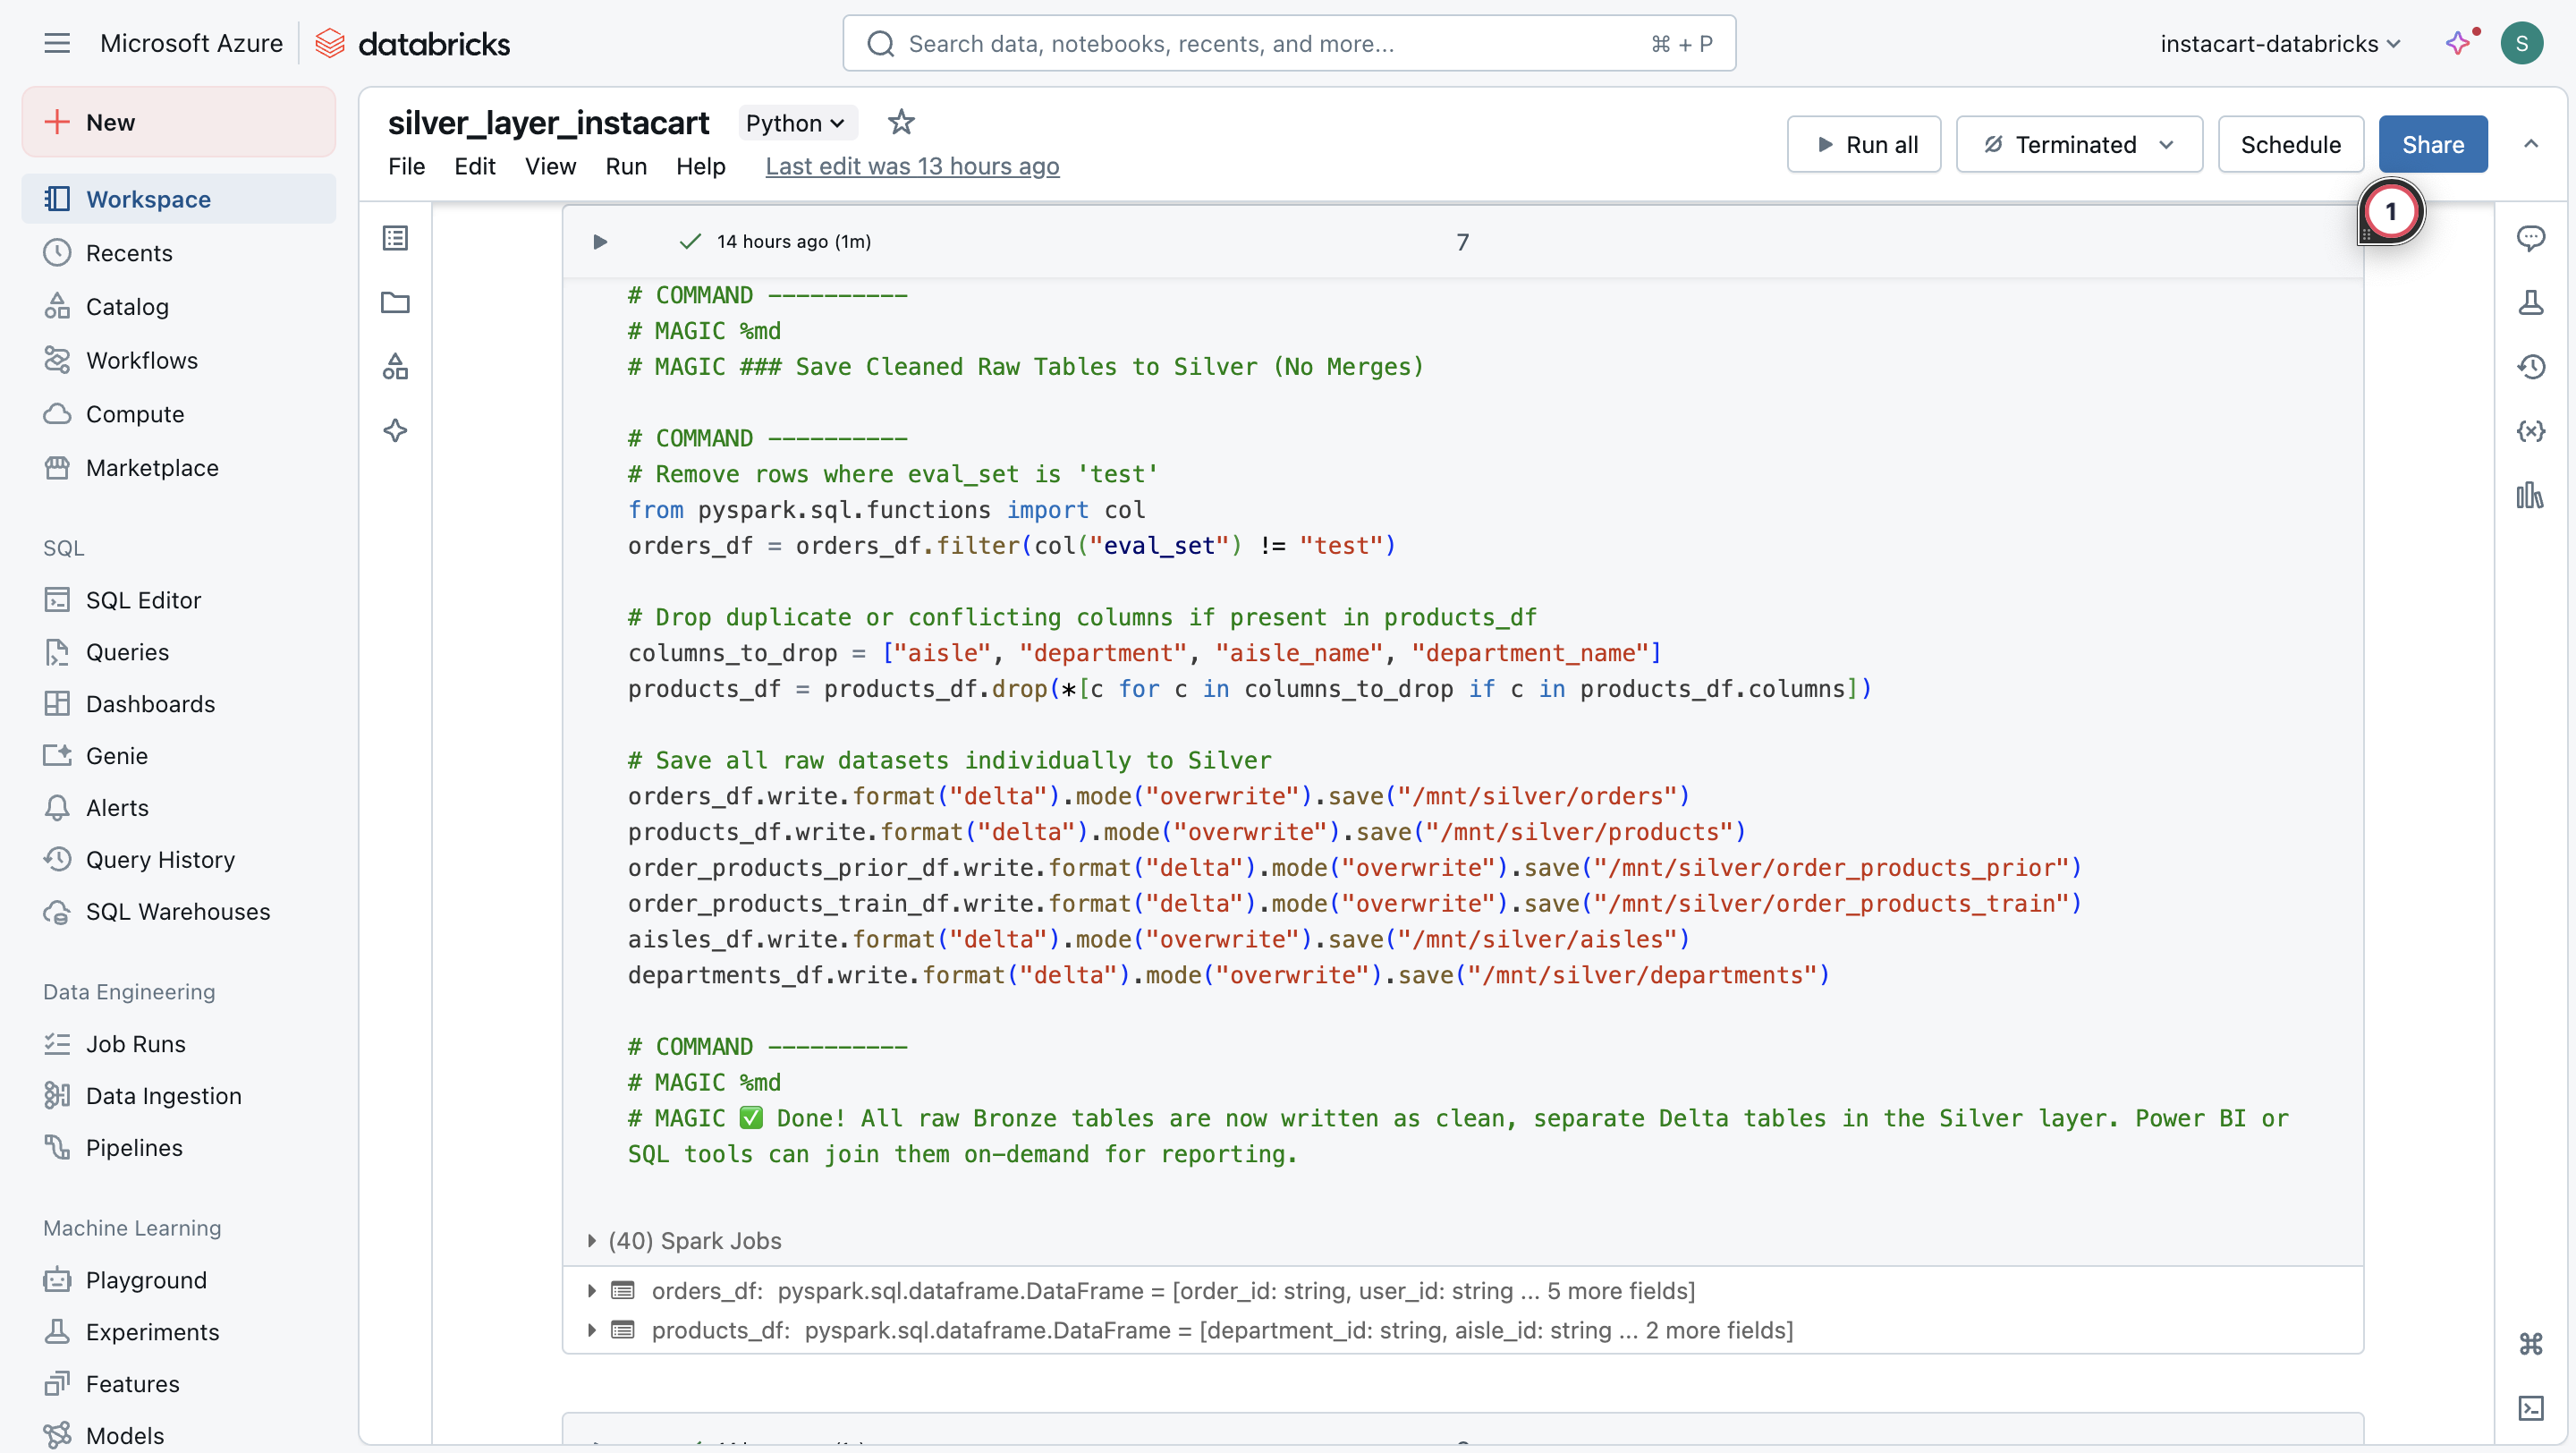 Microsoft Azure
databricks
Search data, notebooks, recents, and more...
⌘ + P
instacart-databricks
S
New
Workspace
Recents
Catalog
Workflows
Compute
Marketplace
SQL
SQL Editor
Queries
Dashboards
Genie
Alerts
Query History
SQL Warehouses
Data Engineering
Job Runs
Data Ingestion
Pipelines
Machine Learning
Playground
Experiments
Features
Models
silver_layer_instacart
Python
File Edit View Run Help Last edit was 13 hours ago
Run all
Terminated
Schedule
Share
1
14 hours ago (1m)
7
# COMMAND ----------
# MAGIC %md
# MAGIC ### Save Cleaned Raw Tables to Silver (No Merges)
# COMMAND ----------
# Remove rows where eval_set is 'test'
from pyspark.sql.functions import col
orders_df = orders_df.filter(col("eval_set") != "test")
# Drop duplicate or conflicting columns if present in products_df
columns_to_drop = ["aisle", "department", "aisle_name", "department_name"]
products_df = products_df.drop(*[c for c in columns_to_drop if c in products_df.columns])
# Save all raw datasets individually to Silver
orders_df.write.format("delta").mode("overwrite").save("/mnt/silver/orders")
products_df.write.format("delta").mode("overwrite").save("/mnt/silver/products")
order_products_prior_df.write.format("delta").mode("overwrite").save("/mnt/silver/order_products_prior")
order_products_train_df.write.format("delta").mode("overwrite").save("/mnt/silver/order_products_train")
aisles_df.write.format("delta").mode("overwrite").save("/mnt/silver/aisles")
departments_df.write.format("delta").mode("overwrite").save("/mnt/silver/departments")
# COMMAND ----------
# MAGIC %md
# MAGIC ✅ Done! All raw Bronze tables are now written as clean, separate Delta tables in the Silver layer. Power BI or
SQL tools can join them on-demand for reporting.
(40) Spark Jobs
orders_df: pyspark.sql.dataframe.DataFrame = [order_id: string, user_id: string ... 5 more fields]
products_df: pyspark.sql.dataframe.DataFrame = [department_id: string, aisle_id: string ... 2 more fields]